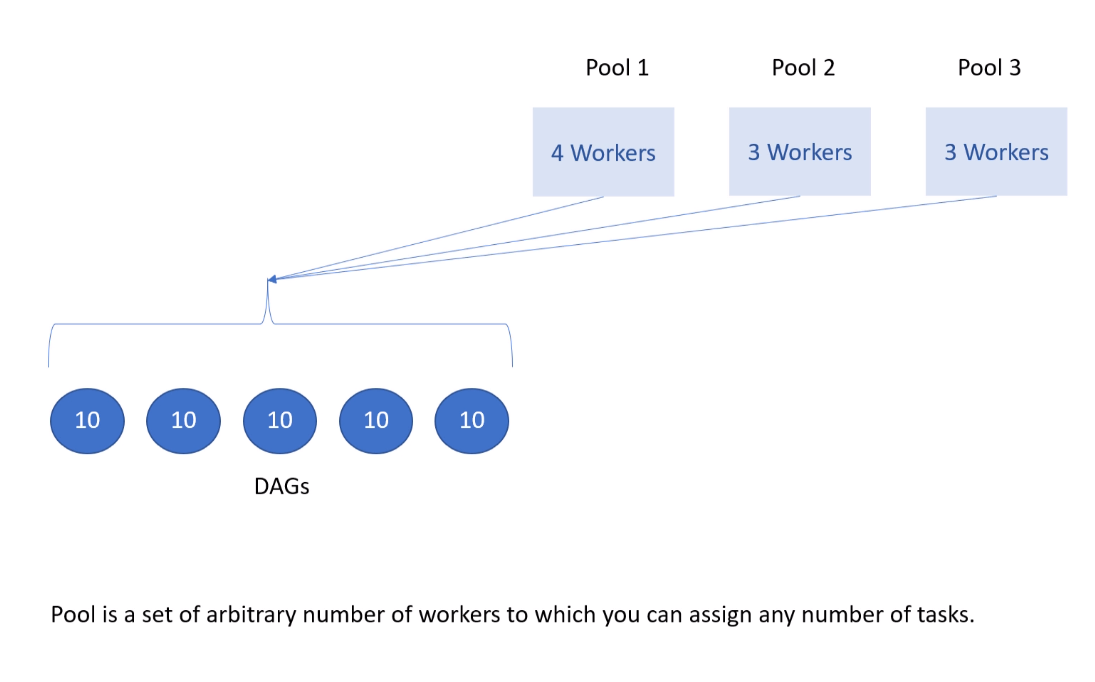 Pool 1
Pool 2
Pool 3
4 Workers
3 Workers
3 Workers
10
10
10
10
10
DAGs
Pool is a set of arbitrary number of workers to which you can assign any number of tasks.